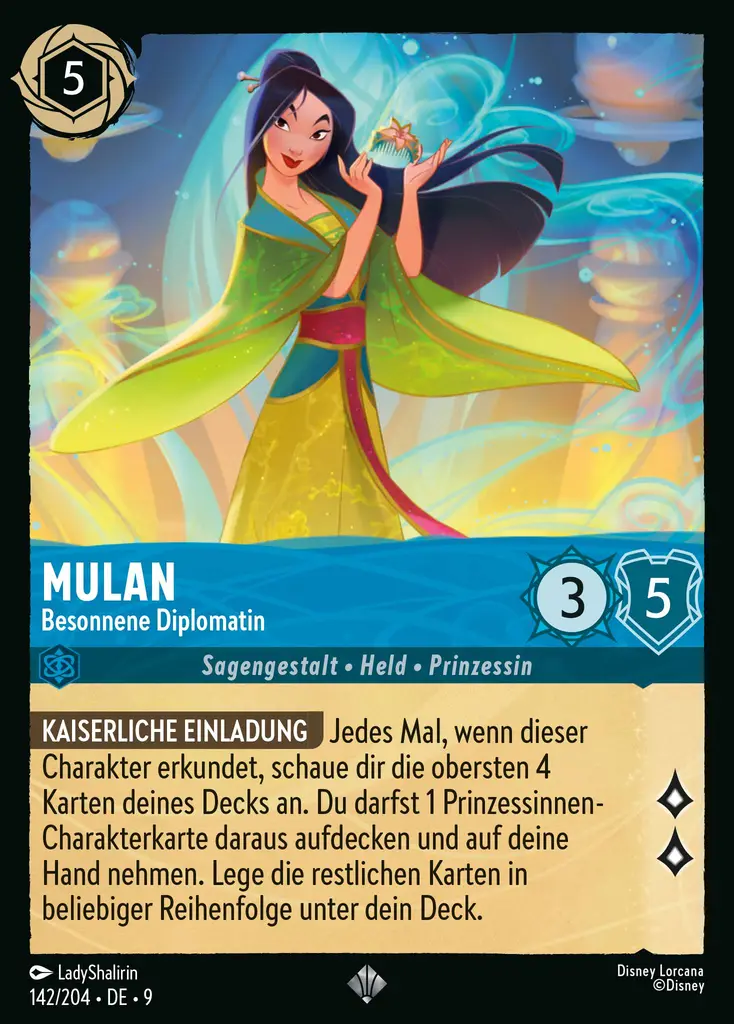 5
MULAN
Besonnene Diplomatin
3
5
Sagengestalt • Held • Prinzessin
KAISERLICHE EINLADUNG Jedes Mal, wenn dieser
Charakter erkundet, schaue dir die obersten 4
Karten deines Decks an. Du darfst 1 Prinzessinnen-
Charakterkarte daraus aufdecken und auf deine
Hand nehmen. Lege die restlichen Karten in
beliebiger Reihenfolge unter dein Deck.
LadyShalirin
142/204 • DE • 9
Disney Lorcana
©Disney